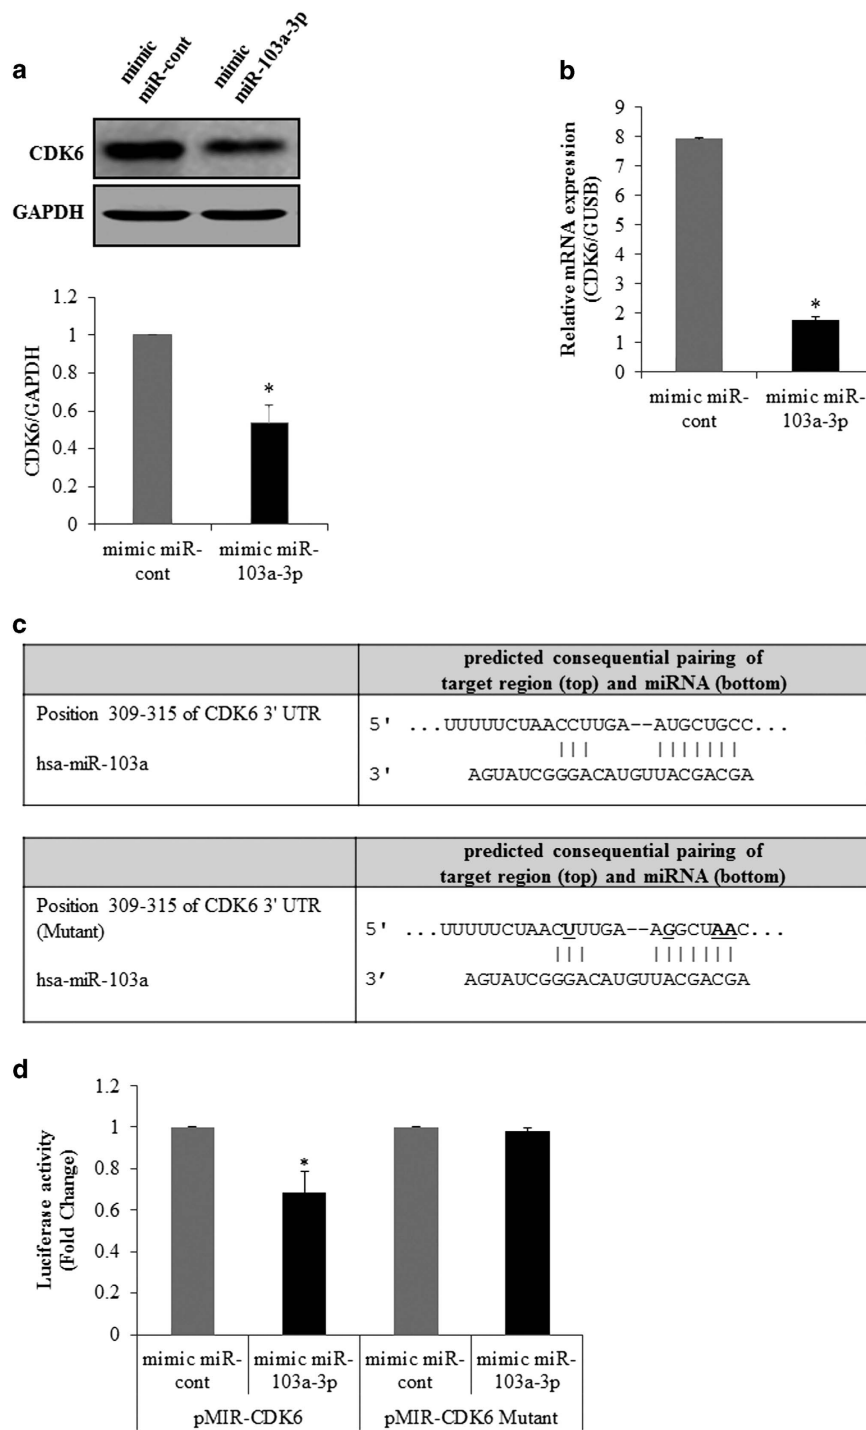 a
mimic
miR-cont
mimic
miR-103a-3p
CDK6
GAPDH
CDK6/GAPDH
1.2
1
0.8
0.6
0.4
0.2
0
*
mimic miR-
cont
mimic miR-
103a-3p
b
Relative mRNA expression
(CDK6/GUSB)
9
8
7
6
5
4
3
2
1
0
*
mimic miR-
cont
mimic miR-
103a-3p
c
predicted consequential pairing of
target region (top) and miRNA (bottom)
Position 309-315 of CDK6 3' UTR
hsa-miR-103a
5' ...UUUUUCUAACCUUGA--AUGCUGCC...
||| |||||||
3' AGUAUCGGGACAUGUUACGACGA
predicted consequential pairing of
target region (top) and miRNA (bottom)
Position 309-315 of CDK6 3' UTR
(Mutant)
hsa-miR-103a
5' ...UUUUUCUAACUUUGA--AGGCUAAC...
||| |||||||
3' AGUAUCGGGACAUGUUACGACGA
d
Luciferase activity
(Fold Change)
1.2
1
0.8
0.6
0.4
0.2
0
*
mimic miR-
cont
mimic miR-
103a-3p
mimic miR-
cont
mimic miR-
103a-3p
pMIR-CDK6
pMIR-CDK6 Mutant